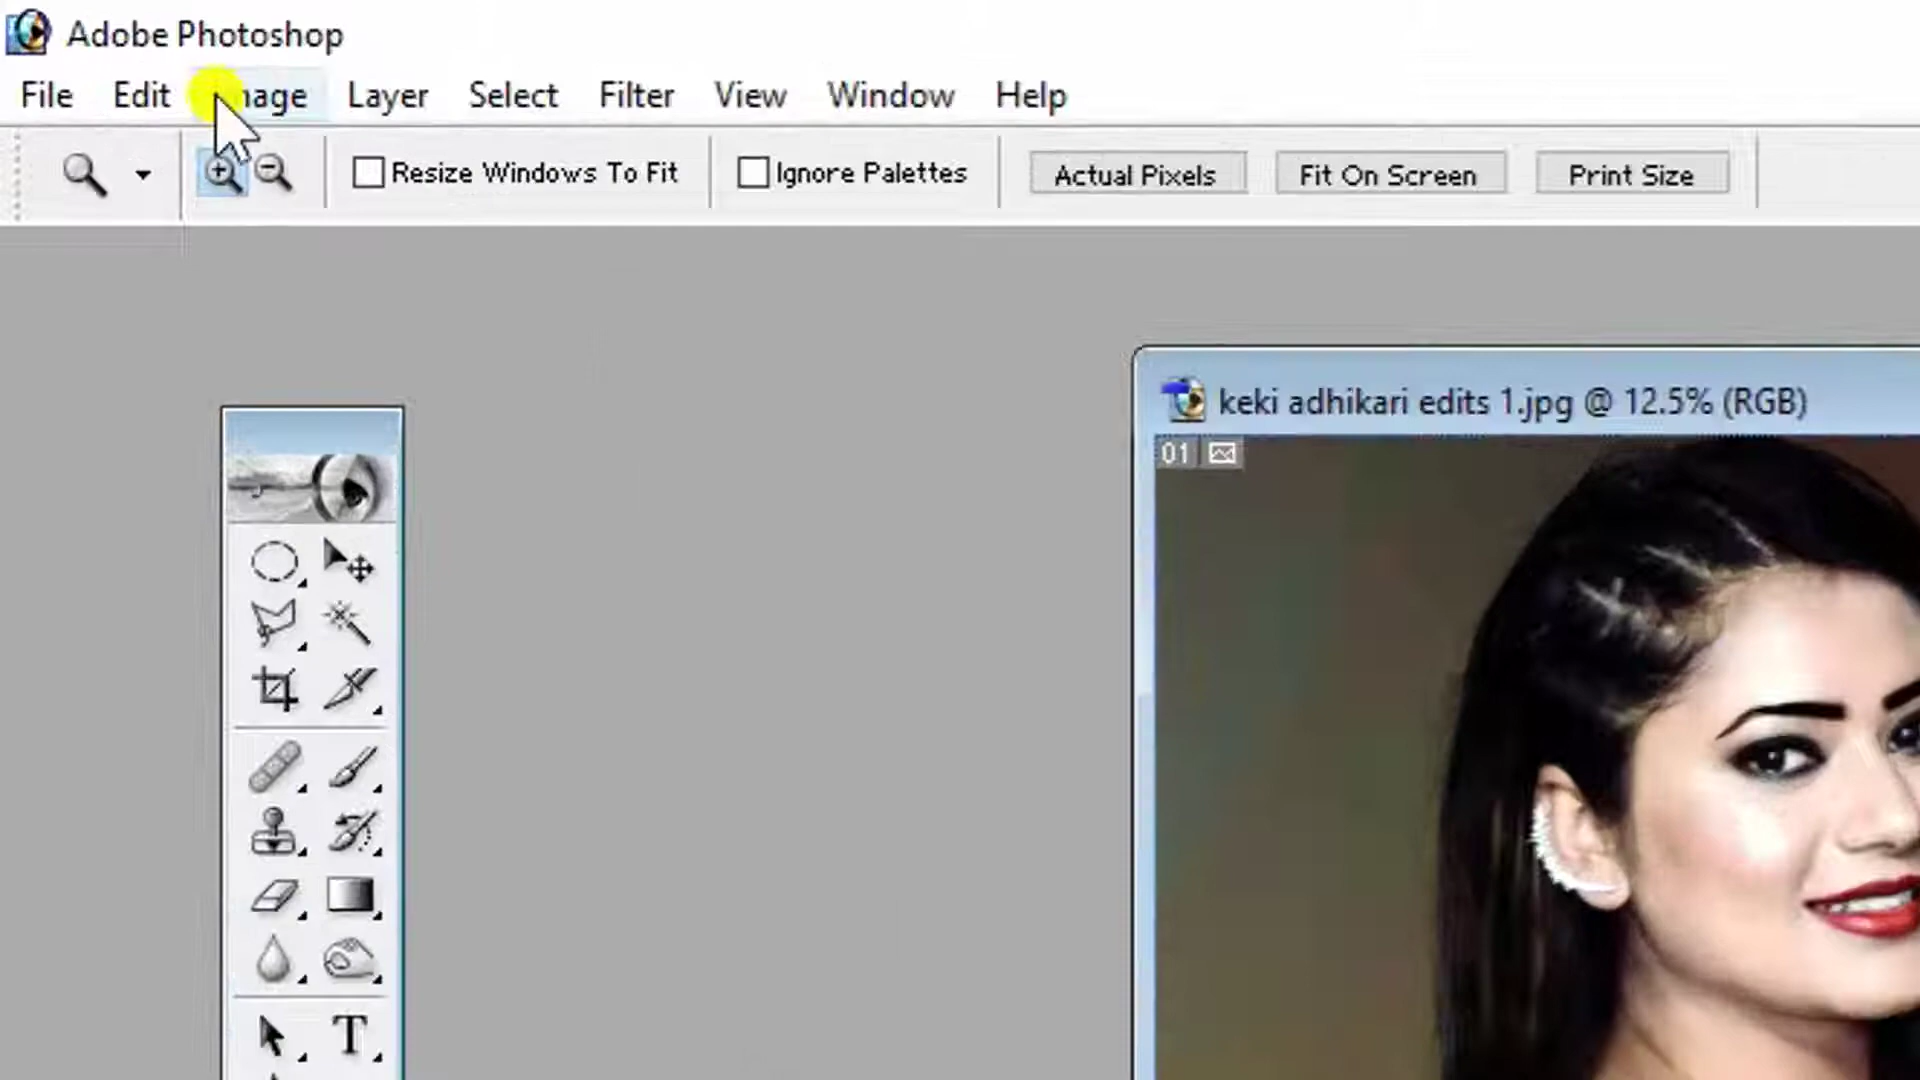 Adobe Photoshop
File Edit Image Layer Select Filter View Window Help
Resize Windows To Fit Ignore Palettes Actual Pixels Fit On Screen Print Size
keki adhikari edits 1.jpg @ 12.5% (RGB)
01
T